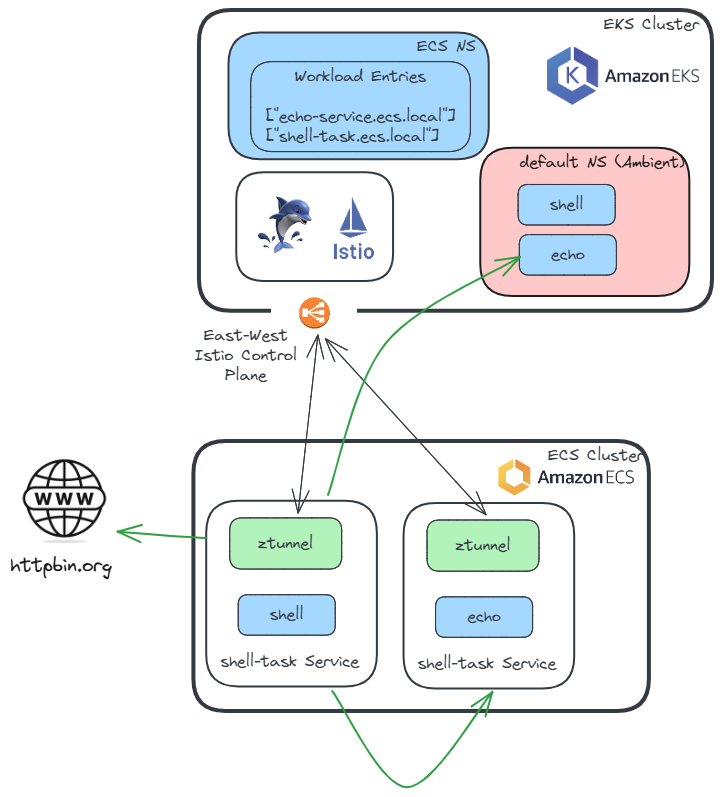 EKS Cluster
ECS NS
Workload Entries
["echo-service.ecs.local"]
["shell-task.ecs.local"]
K
Amazon EKS
default NS (Ambient)
shell
echo
Istio
East-West
Istio Control
Plane
ECS Cluster
Amazon ECS
WWW
httpbin.org
ztunnel
shell
shell-task Service
ztunnel
echo
shell-task Service